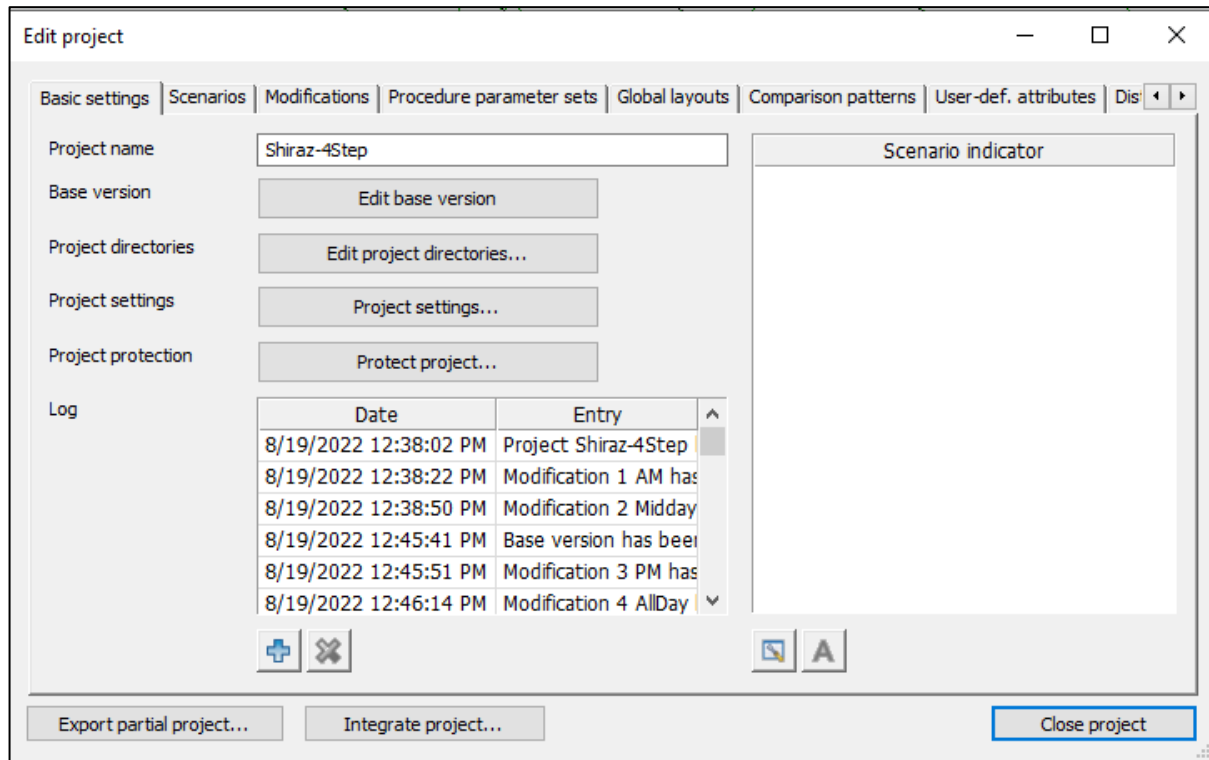 Edit project
Basic settings Scenarios Modifications Procedure parameter sets Global layouts Comparison patterns User-def. attributes
Project name Shiraz-4Step
Base version Edit base version
Project directories Edit project directories...
Project settings Project settings...
Project protection Protect project...
Log
Date Entry
8/19/2022 12:38:02 PM Project Shiraz-4Step
8/19/2022 12:38:22 PM Modification 1 AM has
8/19/2022 12:38:50 PM Modification 2 Midday
8/19/2022 12:45:41 PM Base version has been
8/19/2022 12:45:51 PM Modification 3 PM has
8/19/2022 12:46:14 PM Modification 4 AllDay
Scenario indicator
A
Export partial project... Integrate project... Close project